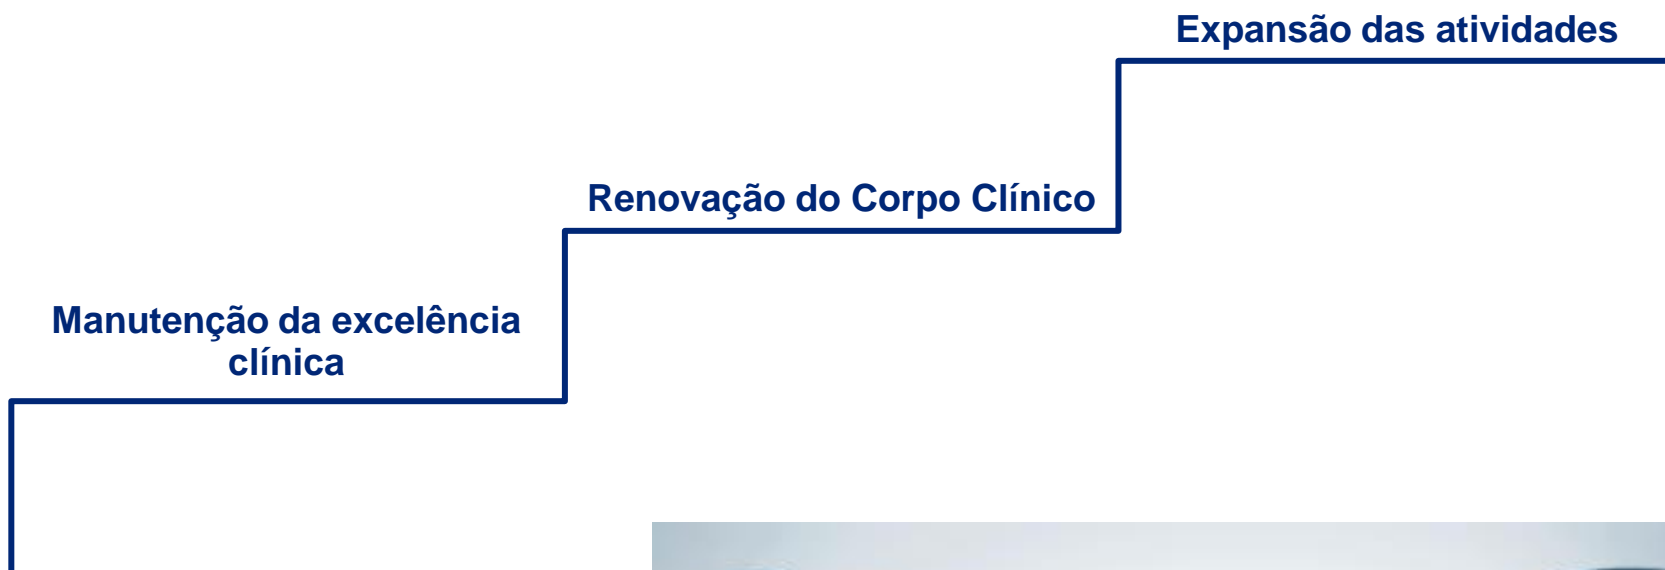 Expansão das atividades
Renovação do Corpo Clínico
Manutenção da excelência
clínica